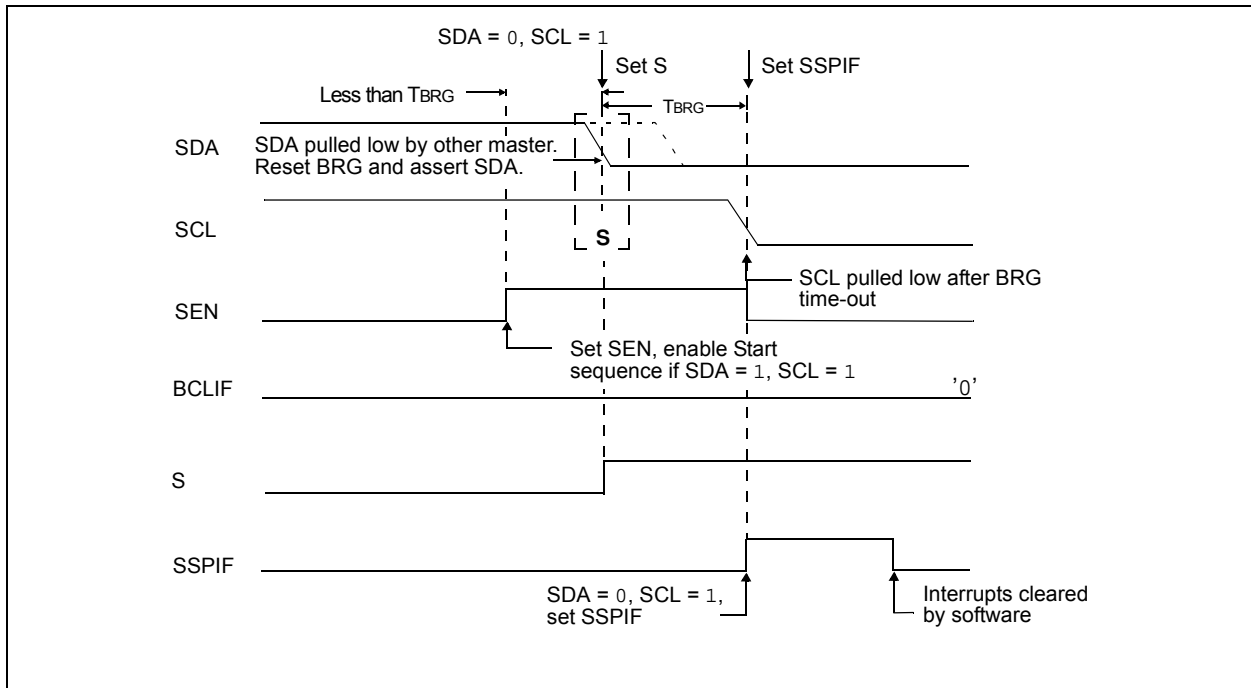 SDA = 0, SCL = 1
Set S
Set SSPIF
Less than TBRG
TBRG
SDA
SDA pulled low by other master.
Reset BRG and assert SDA.
SCL
S
SCL pulled low after BRG
time-out
SEN
Set SEN, enable Start
sequence if SDA = 1, SCL = 1
BCLIF
'0'
S
SSPIF
SDA = 0, SCL = 1,
set SSPIF
Interrupts cleared
by software